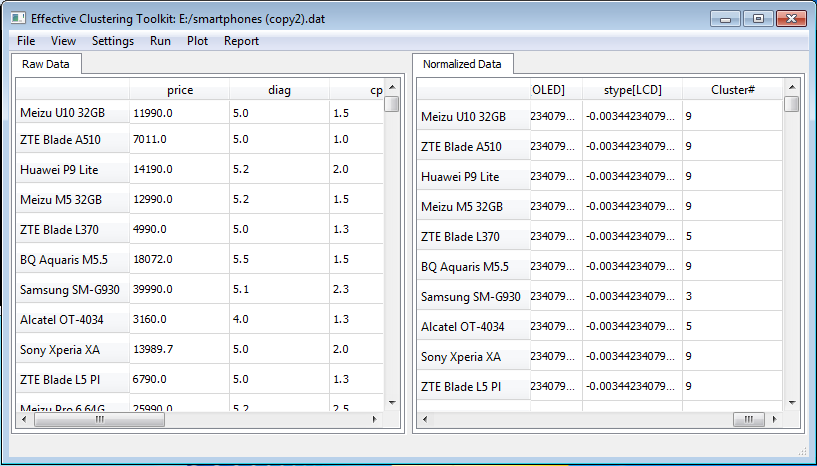 Effective Clustering Toolkit: E:/smartphones (copy2).dat
File View Settings Run Plot Report
Raw Data
price diag cp
Meizu U10 32GB 11990.0 5.0 1.5
ZTE Blade A510 7011.0 5.0 1.0
Huawei P9 Lite 14190.0 5.2 2.0
Meizu M5 32GB 12990.0 5.2 1.5
ZTE Blade L370 4990.0 5.0 1.3
BQ Aquaris M5.5 18072.0 5.5 1.5
Samsung SM-G930 39990.0 5.1 2.3
Alcatel OT-4034 3160.0 4.0 1.3
Sony Xperia XA 13989.7 5.0 2.0
ZTE Blade L5 Pl 6790.0 5.0 1.3
Meizu Pro 6 64G 25990.0 5.2 2.5
Normalized Data
OLED] stype[LCD] Cluster#
Meizu U10 32GB 234079... -0.00344234079... 9
ZTE Blade A510 234079... -0.00344234079... 9
Huawei P9 Lite 234079... -0.00344234079... 9
Meizu M5 32GB 234079... -0.00344234079... 9
ZTE Blade L370 234079... -0.00344234079... 5
BQ Aquaris M5.5 234079... -0.00344234079... 9
Samsung SM-G930 234079... -0.00344234079... 3
Alcatel OT-4034 234079... -0.00344234079... 5
Sony Xperia XA 234079... -0.00344234079... 9
ZTE Blade L5 Pl 234079... -0.00344234079... 9